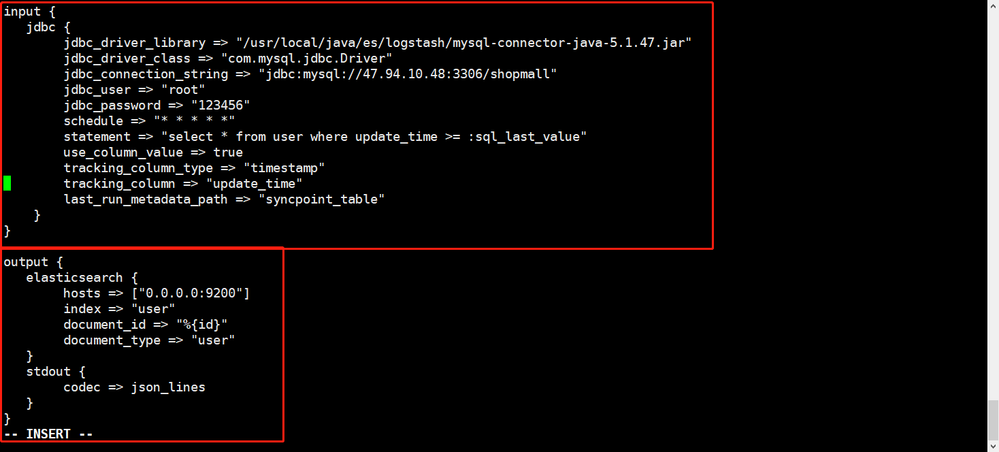 input {
   jdbc {
        jdbc_driver_library => "/usr/local/java/es/logstash/mysql-connector-java-5.1.47.jar"
        jdbc_driver_class => "com.mysql.jdbc.Driver"
        jdbc_connection_string => "jdbc:mysql://47.94.10.48:3306/shopmall"
        jdbc_user => "root"
        jdbc_password => "123456"
        schedule => "* * * * *"
        statement => "select * from user where update_time >= :sql_last_value"
        use_column_value => true
        tracking_column_type => "timestamp"
        tracking_column => "update_time"
        last_run_metadata_path => "syncpoint_table"
    }
}
output {
   elasticsearch {
        hosts => ["0.0.0.0:9200"]
        index => "user"
        document_id => "%{id}"
        document_type => "user"
   }
   stdout {
        codec => json_lines
   }
}
-- INSERT --